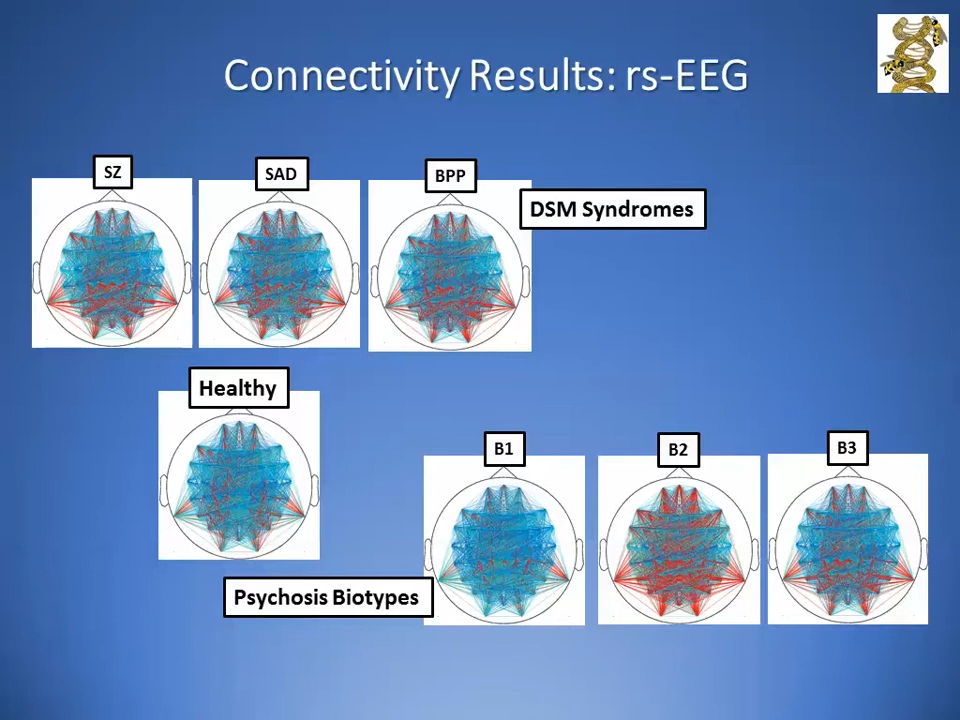 Connectivity Results: rs-EEG
SZ
SAD
BPP
DSM Syndromes
Healthy
B1
B2
B3
Psychosis Biotypes